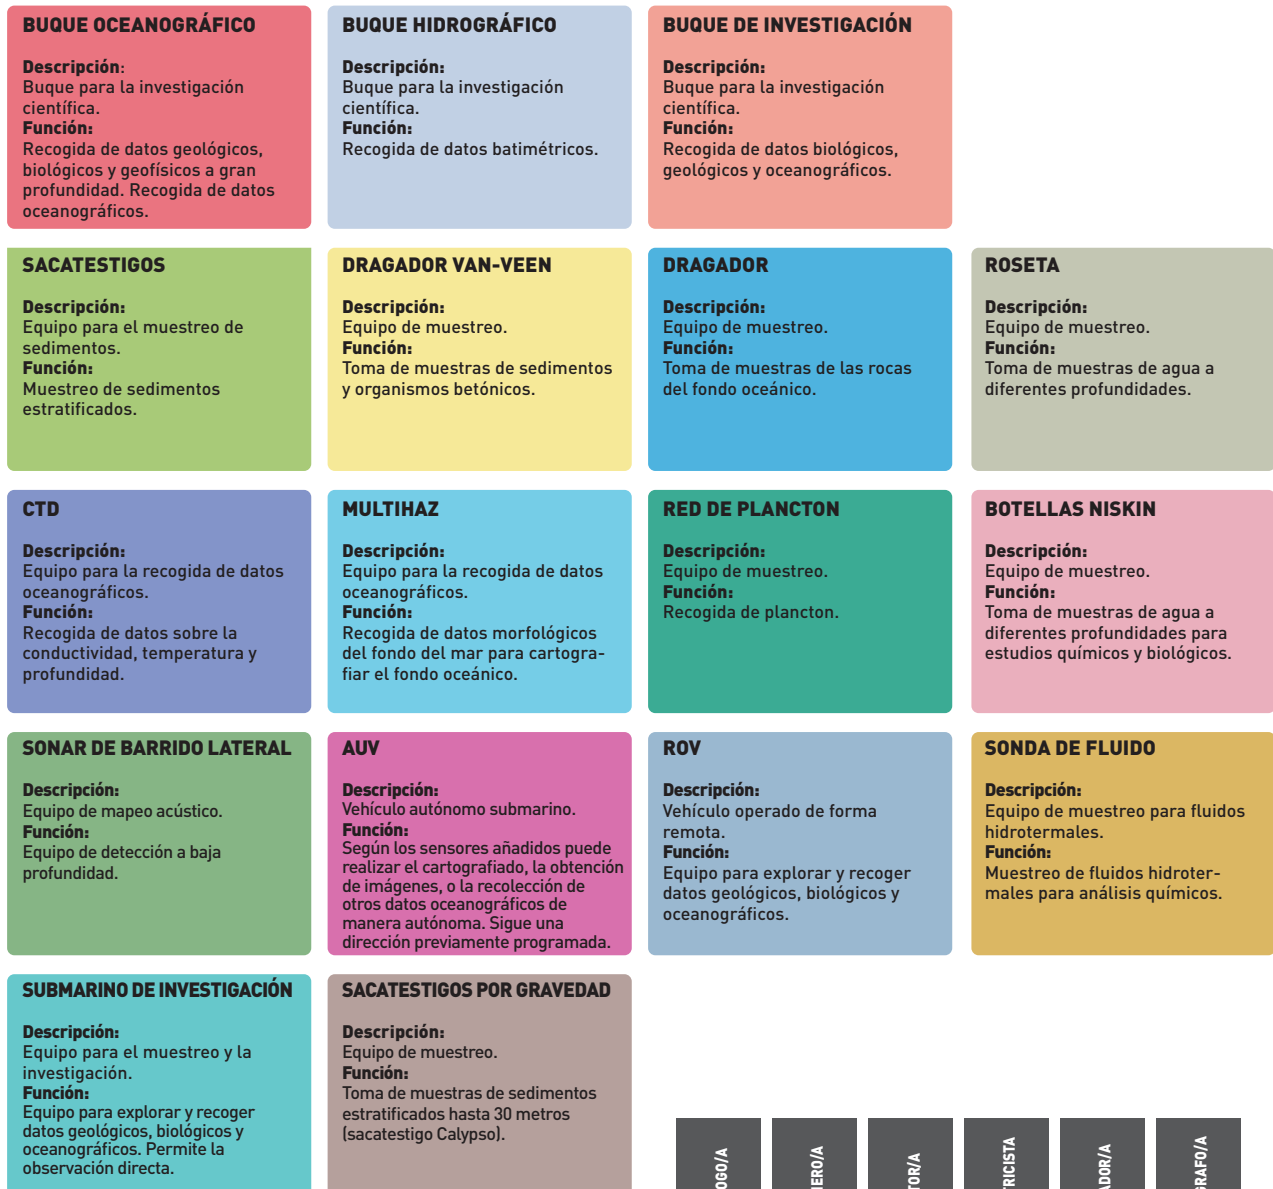 BUQUE OCEANOGRÁFICO
Descripción:
Buque para la investigación
científica.
Función:
Recogida de datos geológicos,
biológicos y geofísicos a gran
profundidad. Recogida de datos
oceanográficos.
BUQUE HIDROGRÁFICO
Descripción:
Buque para la investigación
científica.
Función:
Recogida de datos batimétricos.
BUQUE DE INVESTIGACIÓN
Descripción:
Buque para la investigación
científica.
Función:
Recogida de datos biológicos,
geológicos y oceanográficos.
SACATESTIGOS
Descripción:
Equipo para el muestreo de
sedimentos.
Función:
Muestreo de sedimentos
estratificados.
DRAGADOR VAN-VEEN
Descripción:
Equipo de muestreo.
Función:
Toma de muestras de sedimentos
y organismos betónicos.
DRAGADOR
Descripción:
Equipo de muestreo.
Función:
Toma de muestras de las rocas
del fondo oceánico.
ROSETA
Descripción:
Equipo de muestreo.
Función:
Toma de muestras de agua a
diferentes profundidades.
CTD
Descripción:
Equipo para la recogida de datos
oceanográficos.
Función:
Recogida de datos sobre la
conductividad, temperatura y
profundidad.
MULTIHAZ
Descripción:
Equipo para la recogida de datos
oceanográficos.
Función:
Recogida de datos morfológicos
del fondo del mar para cartogra-
fiar el fondo oceánico.
RED DE PLANCTON
Descripción:
Equipo de muestreo.
Función:
Recogida de plancton.
BOTELLAS NISKIN
Descripción:
Equipo de muestreo.
Función:
Toma de muestras de agua a
diferentes profundidades para
estudios químicos y biológicos.
SONAR DE BARRIDO LATERAL
Descripción:
Equipo de mapeo acústico.
Función:
Equipo de detección a baja
profundidad.
AUV
Descripción:
Vehículo autónomo submarino.
Función:
Según los sensores añadidos puede
realizar el cartografiado, la obtención
de imágenes, o la recolección de
otros datos oceanográficos de
manera autónoma. Sigue una
dirección previamente programada.
ROV
Descripción:
Vehículo operado de forma
remota.
Función:
Equipo para explorar y recoger
datos geológicos, biológicos y
oceanográficos.
SONDA DE FLUIDO
Descripción:
Equipo de muestreo para fluidos
hidrotermales.
Función:
Muestreo de fluidos hidroter-
males para análisis químicos.
SUBMARINO DE INVESTIGACIÓN
Descripción:
Equipo para el muestreo y la
investigación.
Función:
Equipo para explorar y recoger
datos geológicos, biológicos y
oceanográficos. Permite la
observación directa.
SACATESTIGOS POR GRAVEDAD
Descripción:
Equipo de muestreo.
Función:
Toma de muestras de sedimentos
estratificados hasta 30 metros
(sacatestigo Calypso).
OGO/A
NIERO/A
TOR/A
TRICISTA
ADOR/A
GRAFO/A